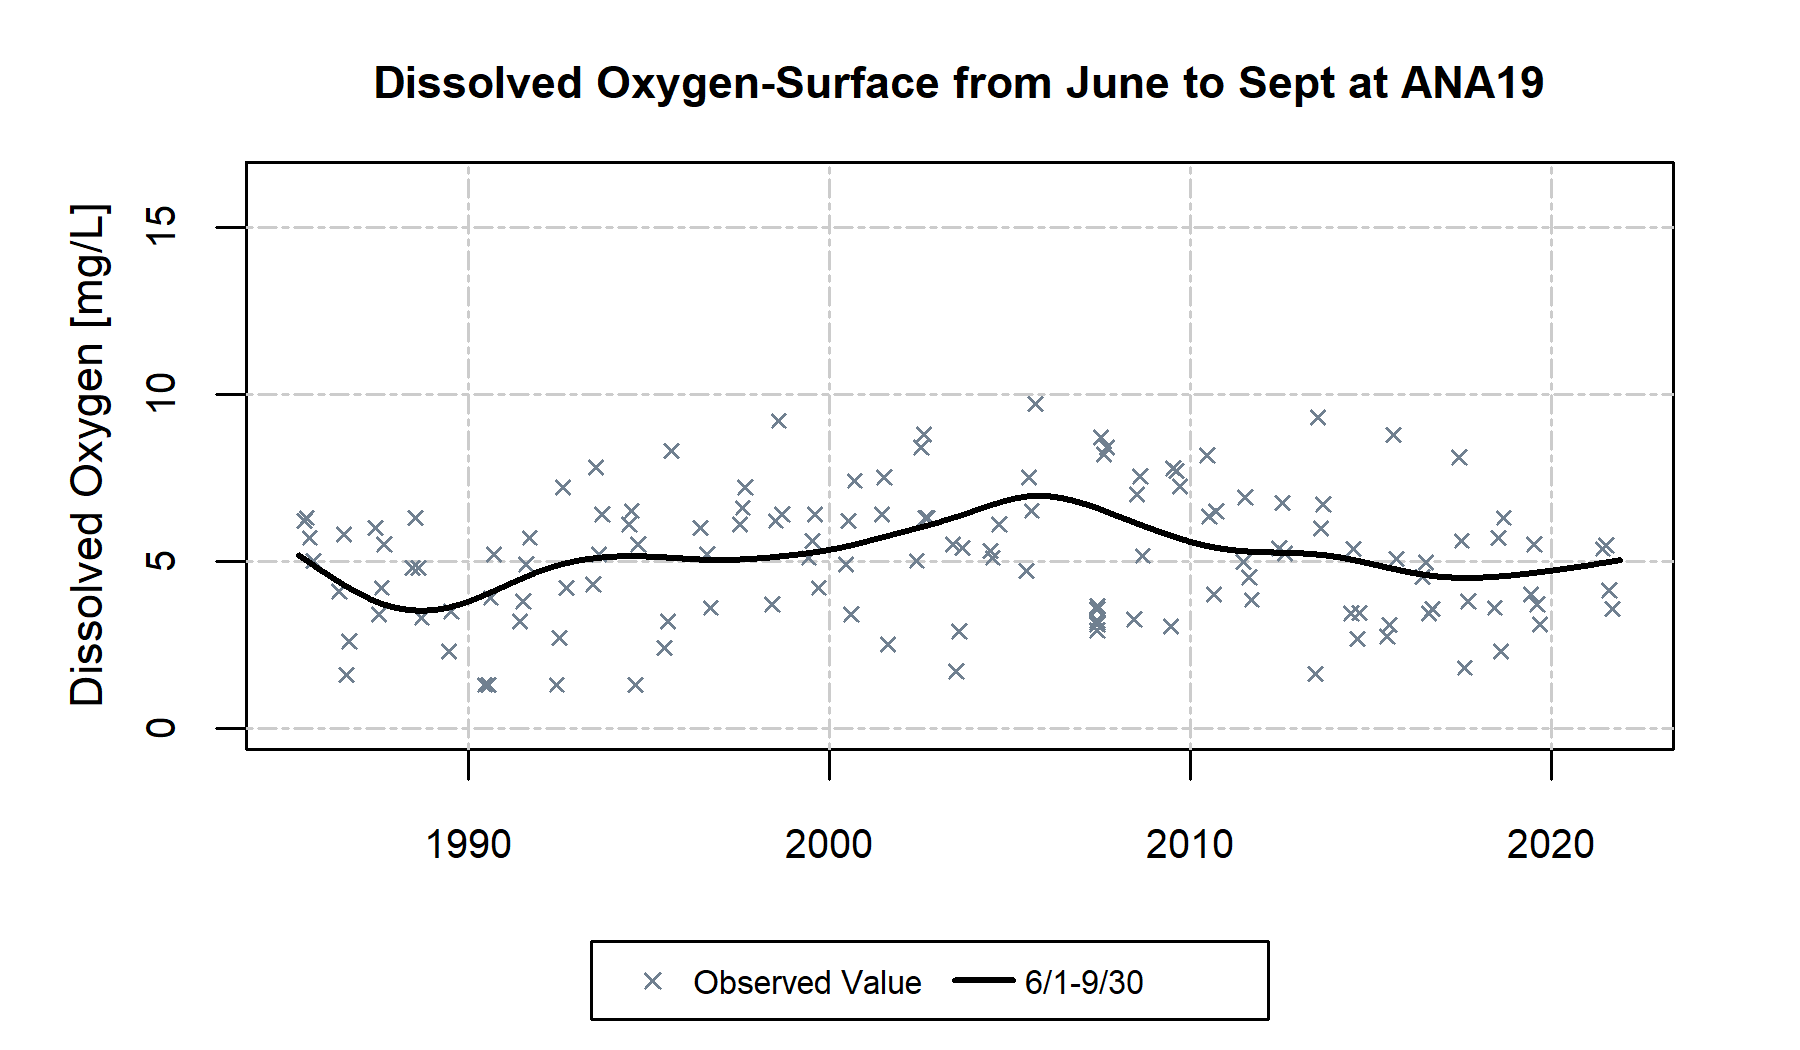 Dissolved Oxygen-Surface from June to Sept at ANA19
Dissolved Oxygen [mg/L]
15
10
5
0
1990 2000 2010 2020
Observed Value 6/1-9/30